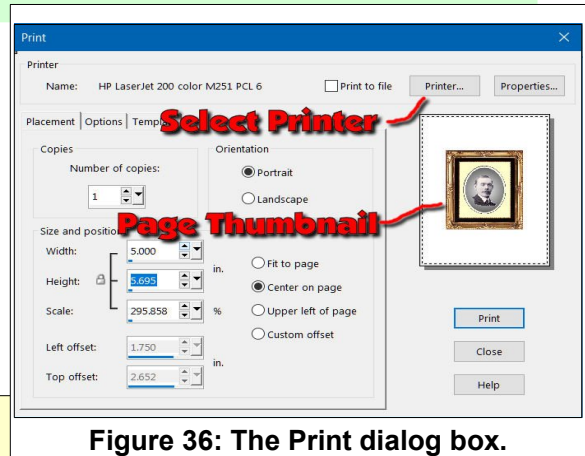 Print
Printer
Name: HP LaserJet 200 color M251 PCL 6 Print to file Printer... Properties...
Select Printer
Placement Options
Copies
Number of copies:
1
Orientation
Portrait
Landscape
Page Thumbnail
Size and position
Width: 5.000
Height: 5.695 in.
Scale: 295.858 %
Left offset: 1.750
in.
Top offset: 2.652
Fit to page
Center on page
Upper left of page
Custom offset
Print
Close
Help
Figure 36: The Print dialog box.